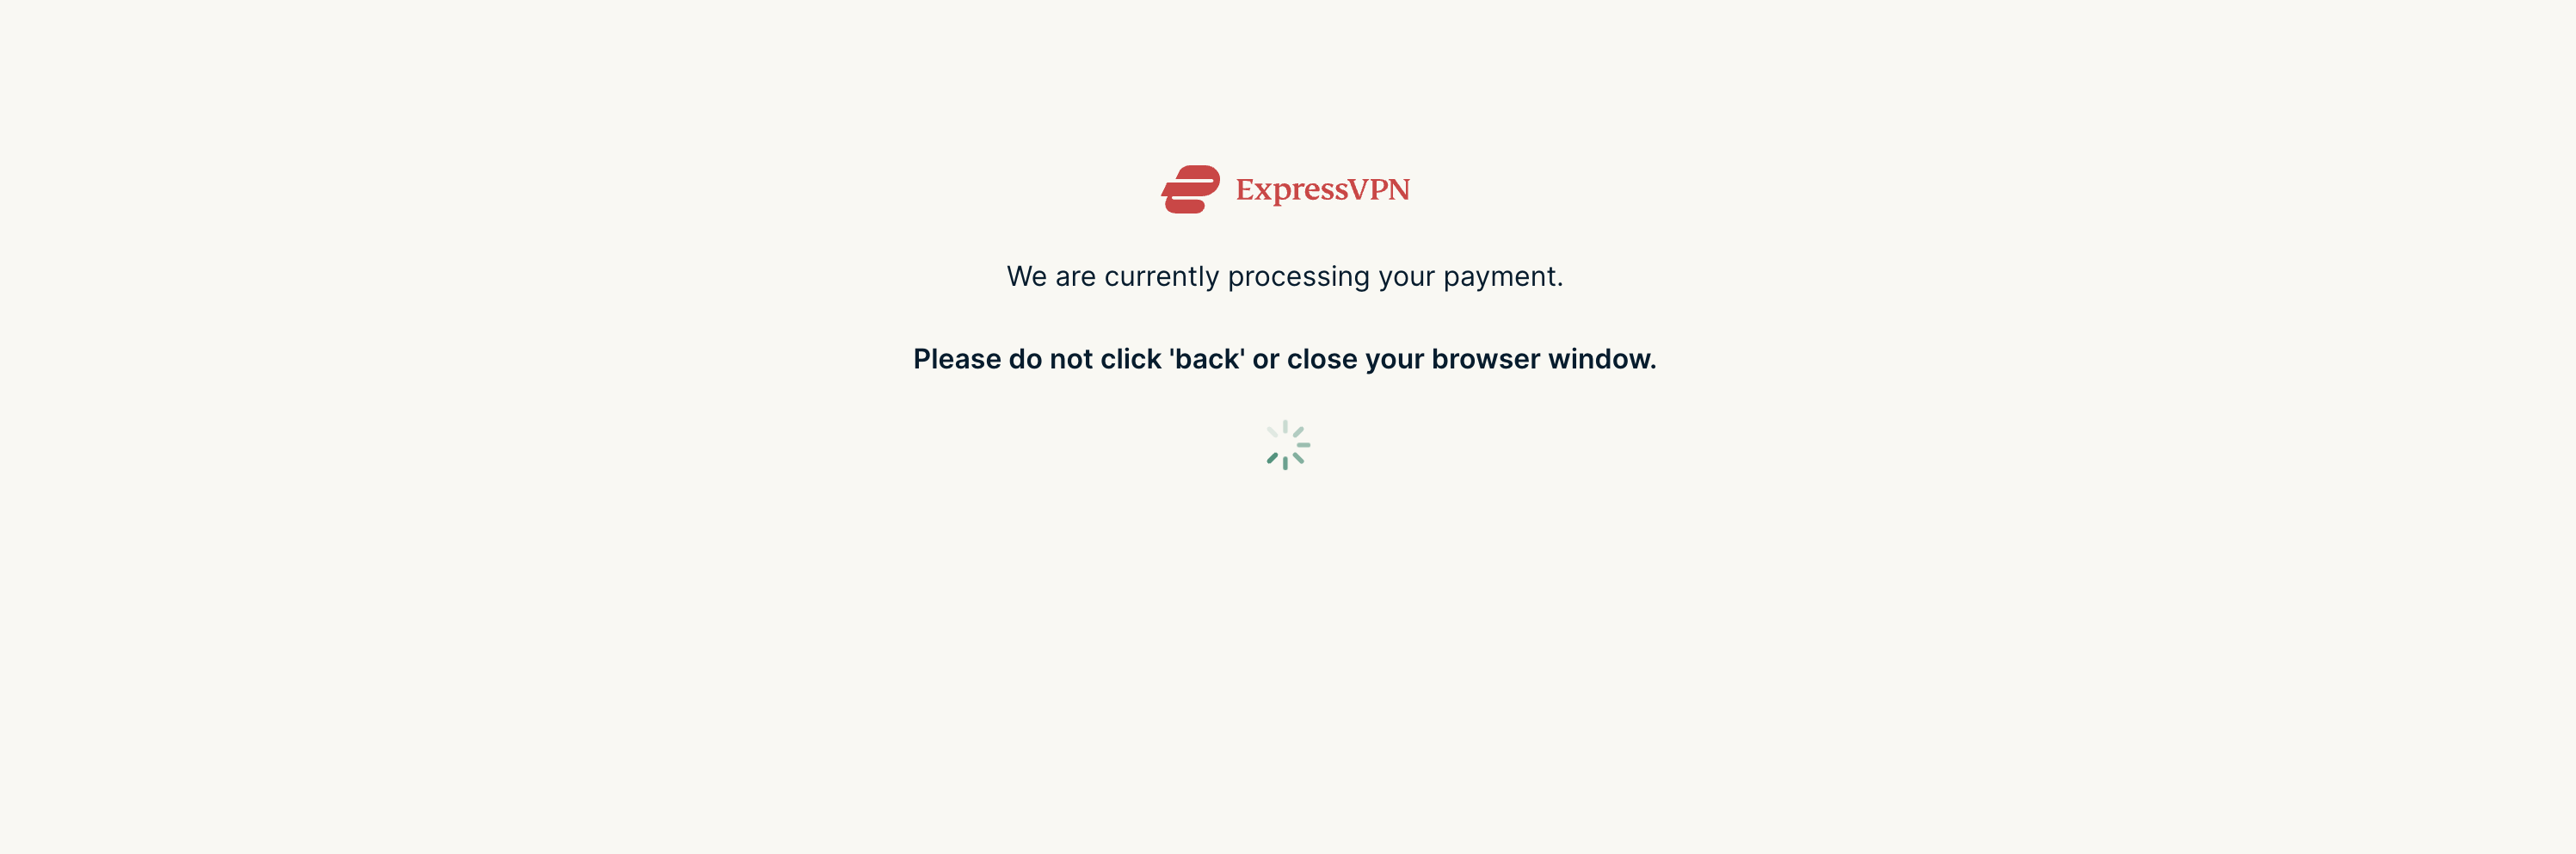 ExpressVPN
We are currently processing your payment.
Please do not click 'back' or close your browser window.